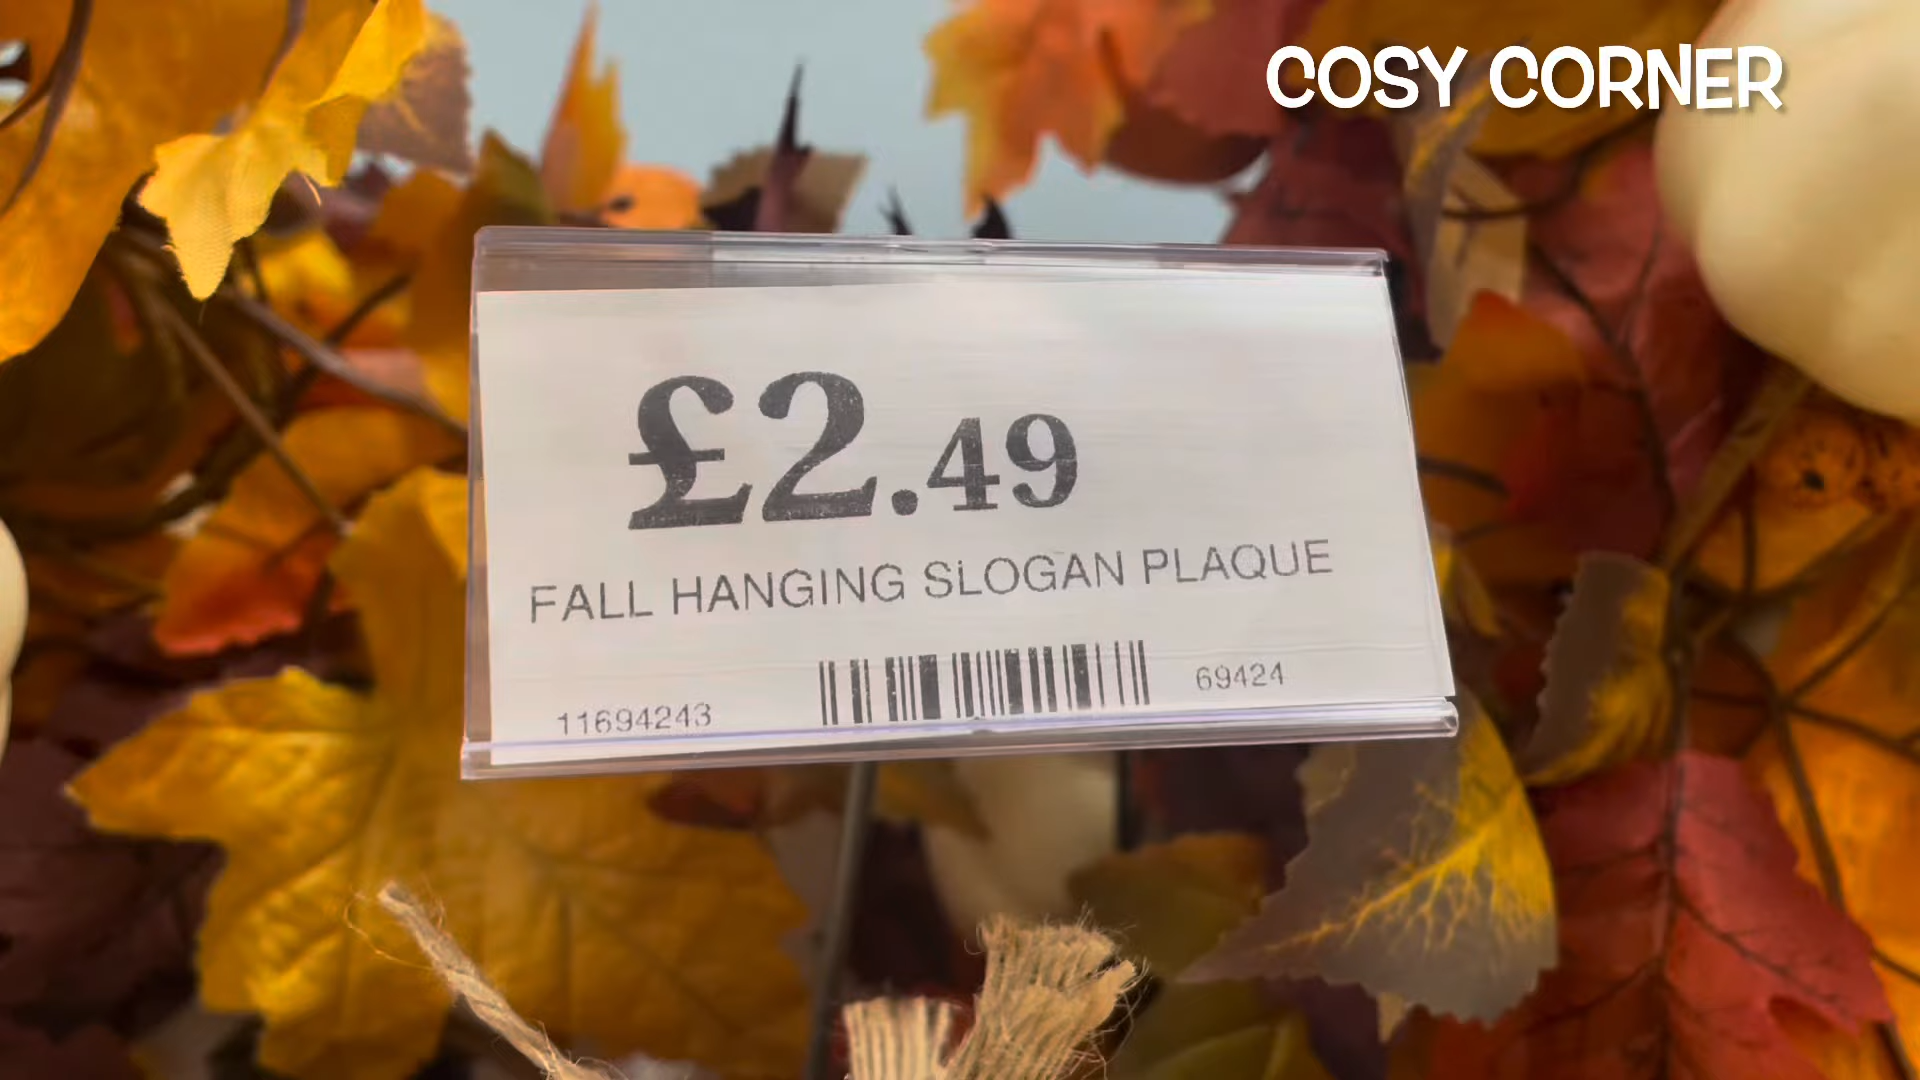 COSY CORNER
£2.49
FALL HANGING SLOGAN PLAQUE
11694243
69424